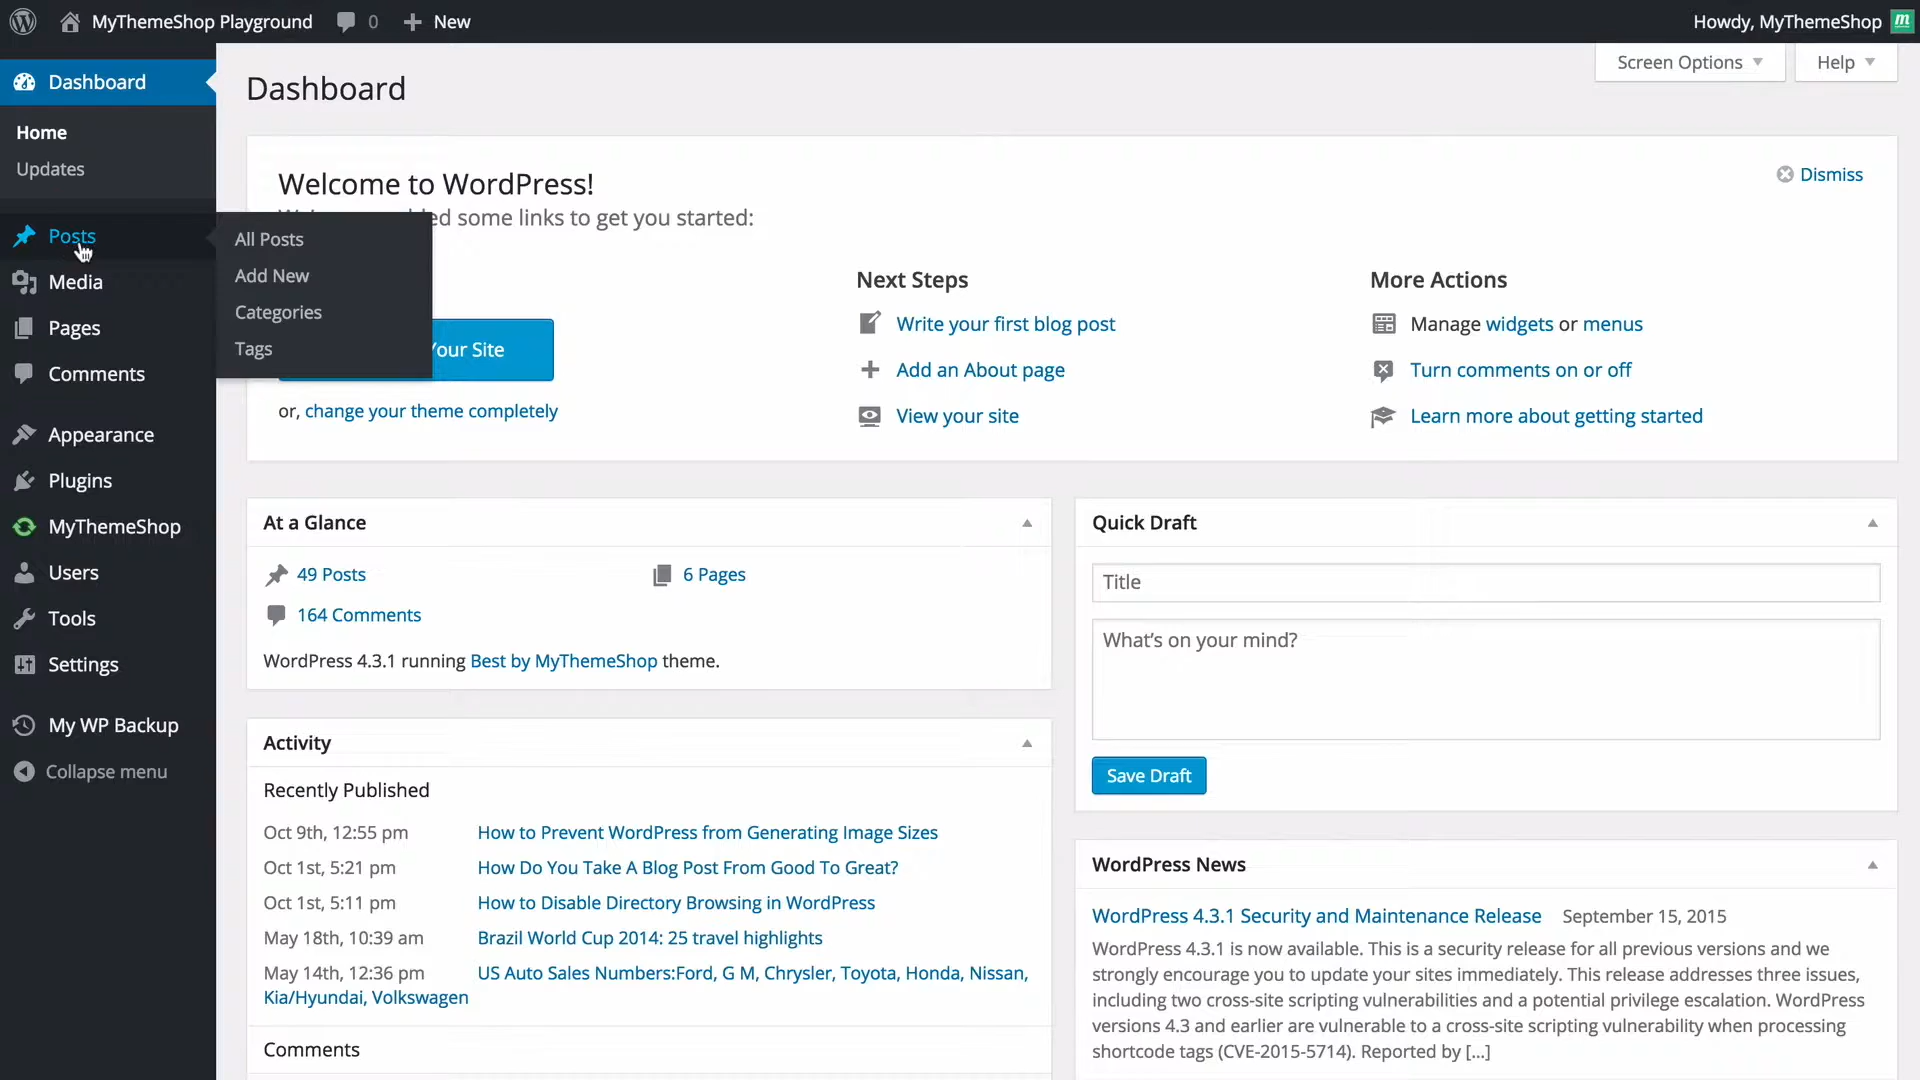 MyThemeShop Playground 0 New
Howdy, MyThemeShop
Dashboard
Home
Updates
Posts
All Posts
Add New
Categories
Tags
Media
Pages
Comments
Appearance
Plugins
MyThemeShop
Users
Tools
Settings
My WP Backup
Collapse menu
Dashboard
Screen Options
Help
Welcome to WordPress!
some links to get you started:
Dismiss
Your Site
or, change your theme completely
Next Steps
Write your first blog post
Add an About page
View your site
More Actions
Manage widgets or menus
Turn comments on or off
Learn more about getting started
At a Glance
49 Posts
6 Pages
164 Comments
WordPress 4.3.1 running Best by MyThemeShop theme.
Activity
Recently Published
Oct 9th, 12:55 pm How to Prevent WordPress from Generating Image Sizes
Oct 1st, 5:21 pm How Do You Take A Blog Post From Good To Great?
Oct 1st, 5:11 pm How to Disable Directory Browsing in WordPress
May 18th, 10:39 am Brazil World Cup 2014: 25 travel highlights
May 14th, 12:36 pm US Auto Sales Numbers:Ford, G M, Chrysler, Toyota, Honda, Nissan,
Kia/Hyundai, Volkswagen
Comments
Quick Draft
Title
What's on your mind?
Save Draft
WordPress News
WordPress 4.3.1 Security and Maintenance Release September 15, 2015
WordPress 4.3.1 is now available. This is a security release for all previous versions and we
strongly encourage you to update your sites immediately. This release addresses three issues,
including two cross-site scripting vulnerabilities and a potential privilege escalation. WordPress
versions 4.3 and earlier are vulnerable to a cross-site scripting vulnerability when processing
shortcode tags (CVE-2015-5714). Reported by [...]